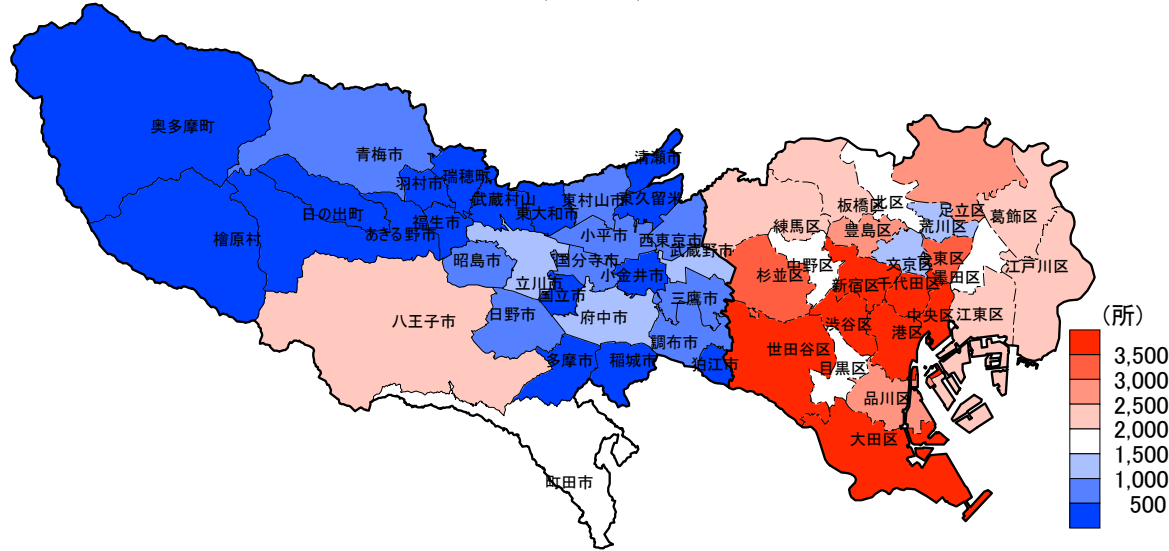 奥多摩町
青梅市
瑞穂町
羽村市
檜原村
日の出町
あきる野市
福生市
武蔵村山
東大和市
東村山市
清瀬市
東久留米
昭島市
立川市
国立市
国分寺市
小平市
小金井市
西東京市
武蔵野市
三鷹市
八王子市
日野市
府中市
調布市
多摩市
稲城市
狛江市
町田市
練馬区
板橋区
北区
足立区
葛飾区
豊島区
荒川区
文京区
台東区
墨田区
江戸川区
杉並区
中野区
新宿区
千代田区
渋谷区
港区
中央区
江東区
世田谷区
目黒区
品川区
大田区
(所)
3,500
3,000
2,500
2,000
1,500
1,000
500